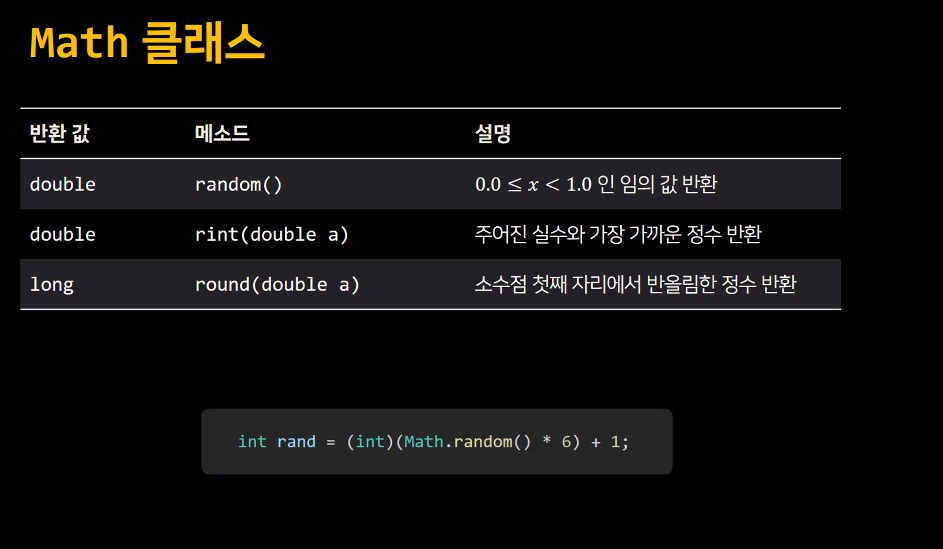 Math 클래스
반환 값 메소드 설명
double random() 0.0 ≤ x < 1.0 인 임의 값 반환
double rint(double a) 주어진 실수와 가장 가까운 정수 반환
long round(double a) 소수점 첫째 자리에서 반올림한 정수 반환
int rand = (int)(Math.random() * 6) + 1;